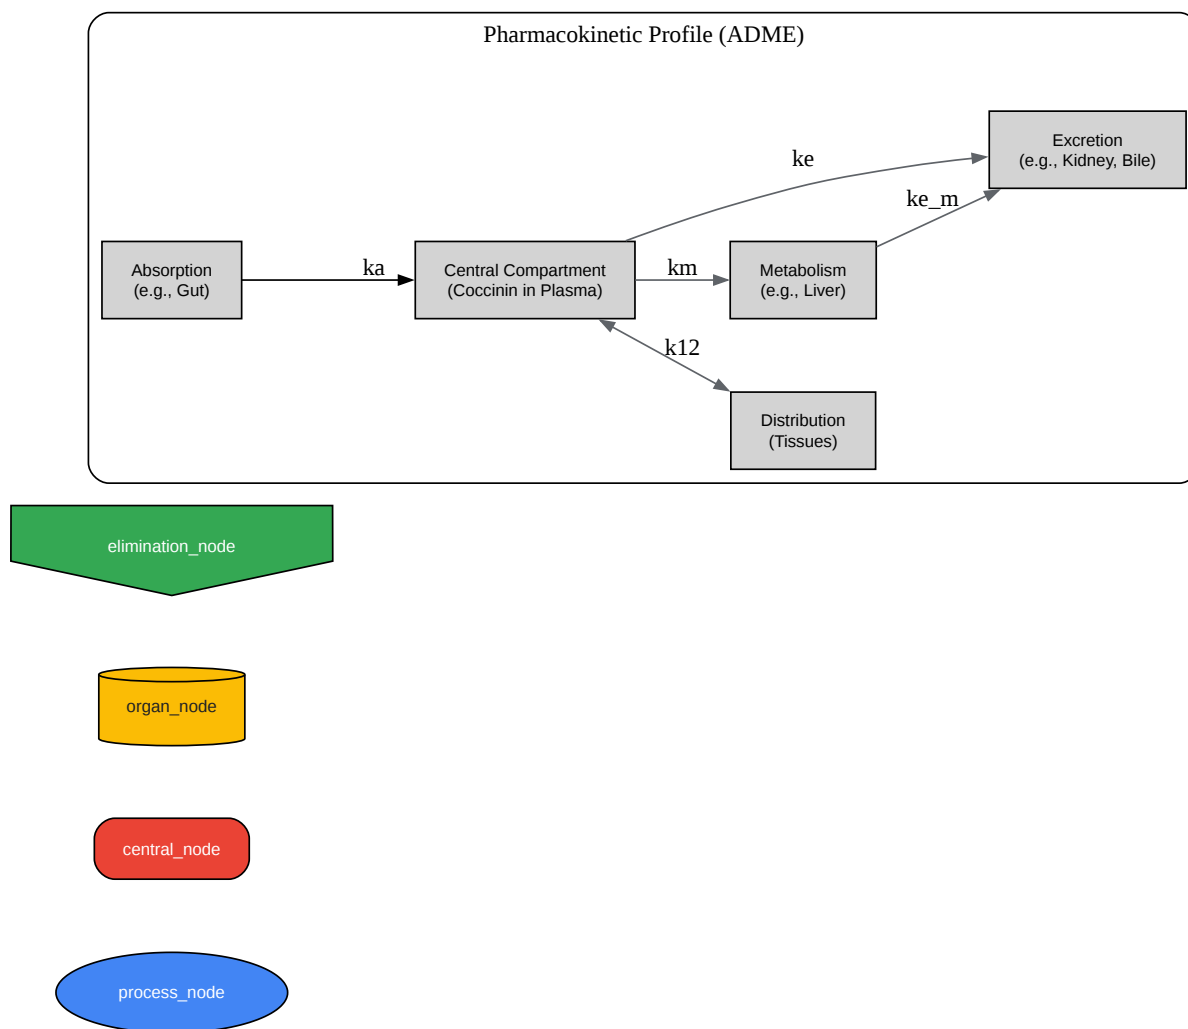 Pharmacokinetic Profile (ADME)
Excretion
(e.g., Kidney, Bile)
ke
ke_m
Absorption
(e.g., Gut)
ka
Central Compartment
(Coccinin in Plasma)
km
Metabolism
(e.g., Liver)
k12
Distribution
(Tissues)
elimination_node
organ_node
central_node
process_node